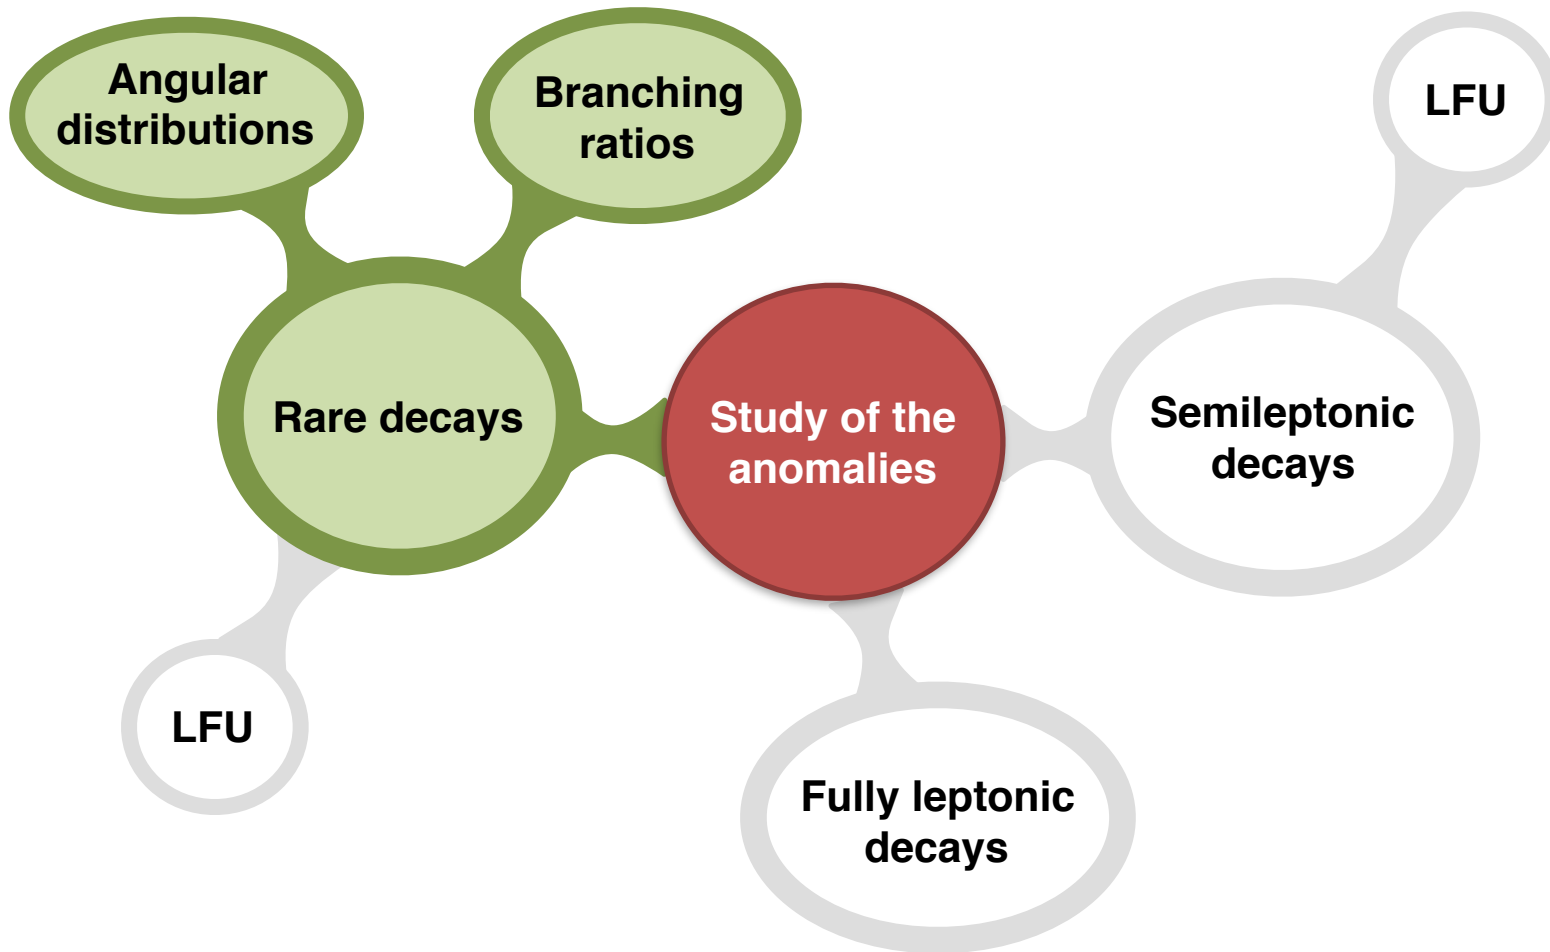 Angular
distributions
Branching
ratios
LFU
Rare decays
Study of the
anomalies
Semileptonic
decays
LFU
Fully leptonic
decays